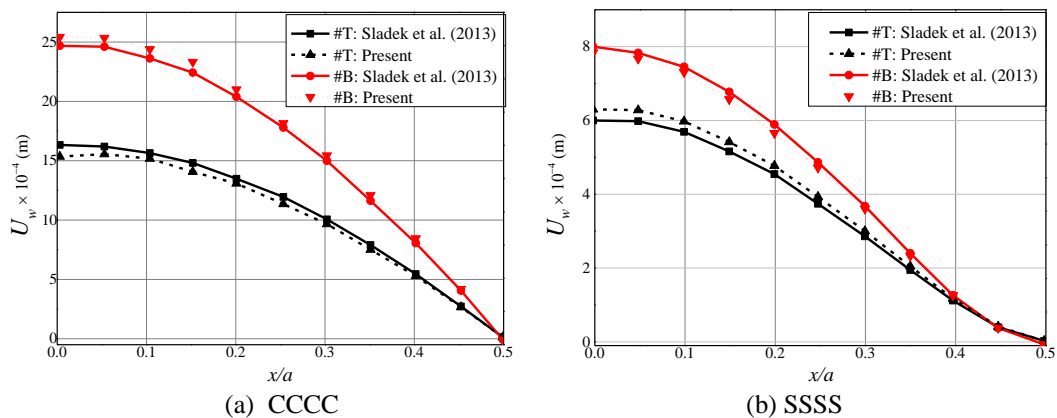 #T: Sladek et al. (2013)
#T: Present
#B: Sladek et al. (2013)
#B: Present
U_w × 10⁻⁴ (m)
25
20
15
10
5
0
0.0 0.1 0.2 0.3 0.4 0.5
x/a
(a) CCCC
#T: Sladek et al. (2013)
#T: Present
#B: Sladek et al. (2013)
#B: Present
U_w × 10⁻⁴ (m)
8
6
4
2
0
0.0 0.1 0.2 0.3 0.4 0.5
x/a
(b) SSSS